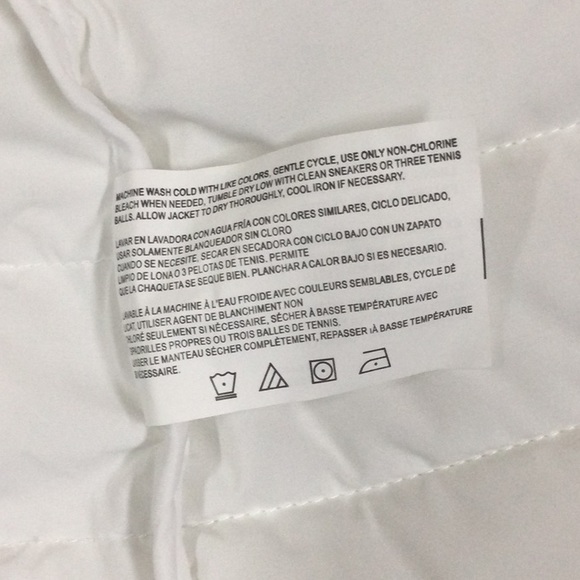 MACHINE WASH COLD WITH LIKE COLORS, GENTLE CYCLE, USE ONLY NON-CHLORINE
BLEACH WHEN NEEDED, TUMBLE DRY LOW WITH CLEAN SNEAKERS OR THREE TENNIS
BALLS. ALLOW JACKET TO DRY THOROUGHLY, COOL IRON IF NECESSARY.
LAVAR EN LAVADORA CON AGUA FRÍA CON COLORES SIMILARES, CICLO DELICADO,
USAR SOLAMENTE BLANQUEADOR SIN CLORO
CUANDO SE NECESITE. SECAR EN SECADORA CON CICLO BAJO CON UN ZAPATO
LIMPIO DE LONA O 3 PELOTAS DE TENIS. PERMITE
QUE LA CHAQUETA SE SEQUE BIEN. PLANCHAR A CALOR BAJO SI ES NECESARIO.
LAVABLE À LA MACHINE À L'EAU FROIDE AVEC COULEURS SEMBLABLES, CYCLE DÉ
LICAT, UTILISER AGENT DE BLANCHIMENT NON
CHLORÉ SEULEMENT SI NÉCESSAIRE, SÈCHER À BASSE TEMPÉRATURE AVEC
ESPADRILLES PROPRES OU TROIS BALLES DE TENNIS.
LAISSER LE MANTEAU SÈCHER COMPLÈTEMENT, REPASSER À BASSE TEMPÉRATURE
NÉCESSAIRE.